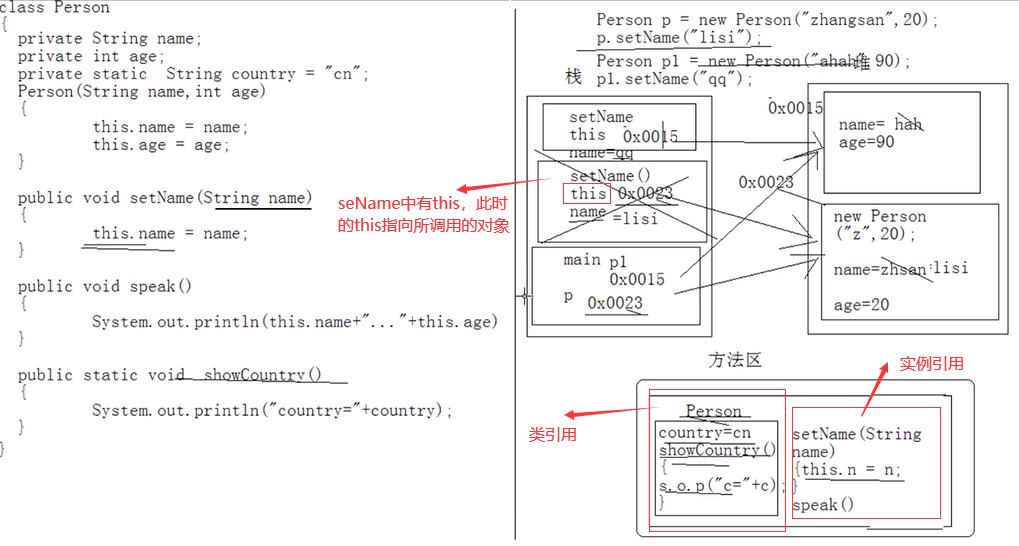 class Person
{
private String name;
private int age;
private static String country = "cn";
Person(String name,int age)
{
this.name = name;
this.age = age;
}
public void setName(String name)
{
this.name = name;
}
public void speak()
{
System.out.println(this.name+"..."+this.age)
}
public static void showCountry()
{
System.out.println("country="+country);
}
}
seName中有this，此时
的this指向所调用的对象
Person p = new Person("zhangsan",20);
p.setName("lisi");
Person p1 = new Person("ahah" 90);
p1.setName("qq");
栈
堆
setName
this 0x0015
name=qq
setName()
this 0x0023
name =lisi
main p1
0x0015
p 0x0023
0x0015
name= hah
age=90
0x0023
new Person
("z",20);
name=zhsan lisi
age=20
方法区
实例引用
类引用
Person
country=cn
showCountry()
{
s.o.p("c="+c);
}
setName(String
name)
{this.n = n;
}
speak()